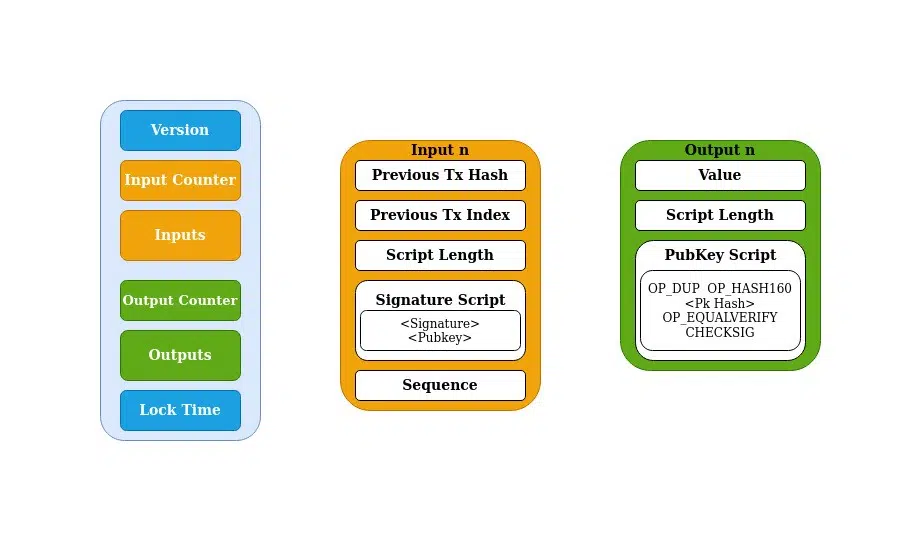 Version
Input Counter
Inputs
Output Counter
Outputs
Lock Time
Input n
Previous Tx Hash
Previous Tx Index
Script Length
Signature Script
<Signature>
<Pubkey>
Sequence
Output n
Value
Script Length
PubKey Script
OP_DUP OP_HASH160
<Pk Hash>
OP_EQUALVERIFY
CHECKSIG